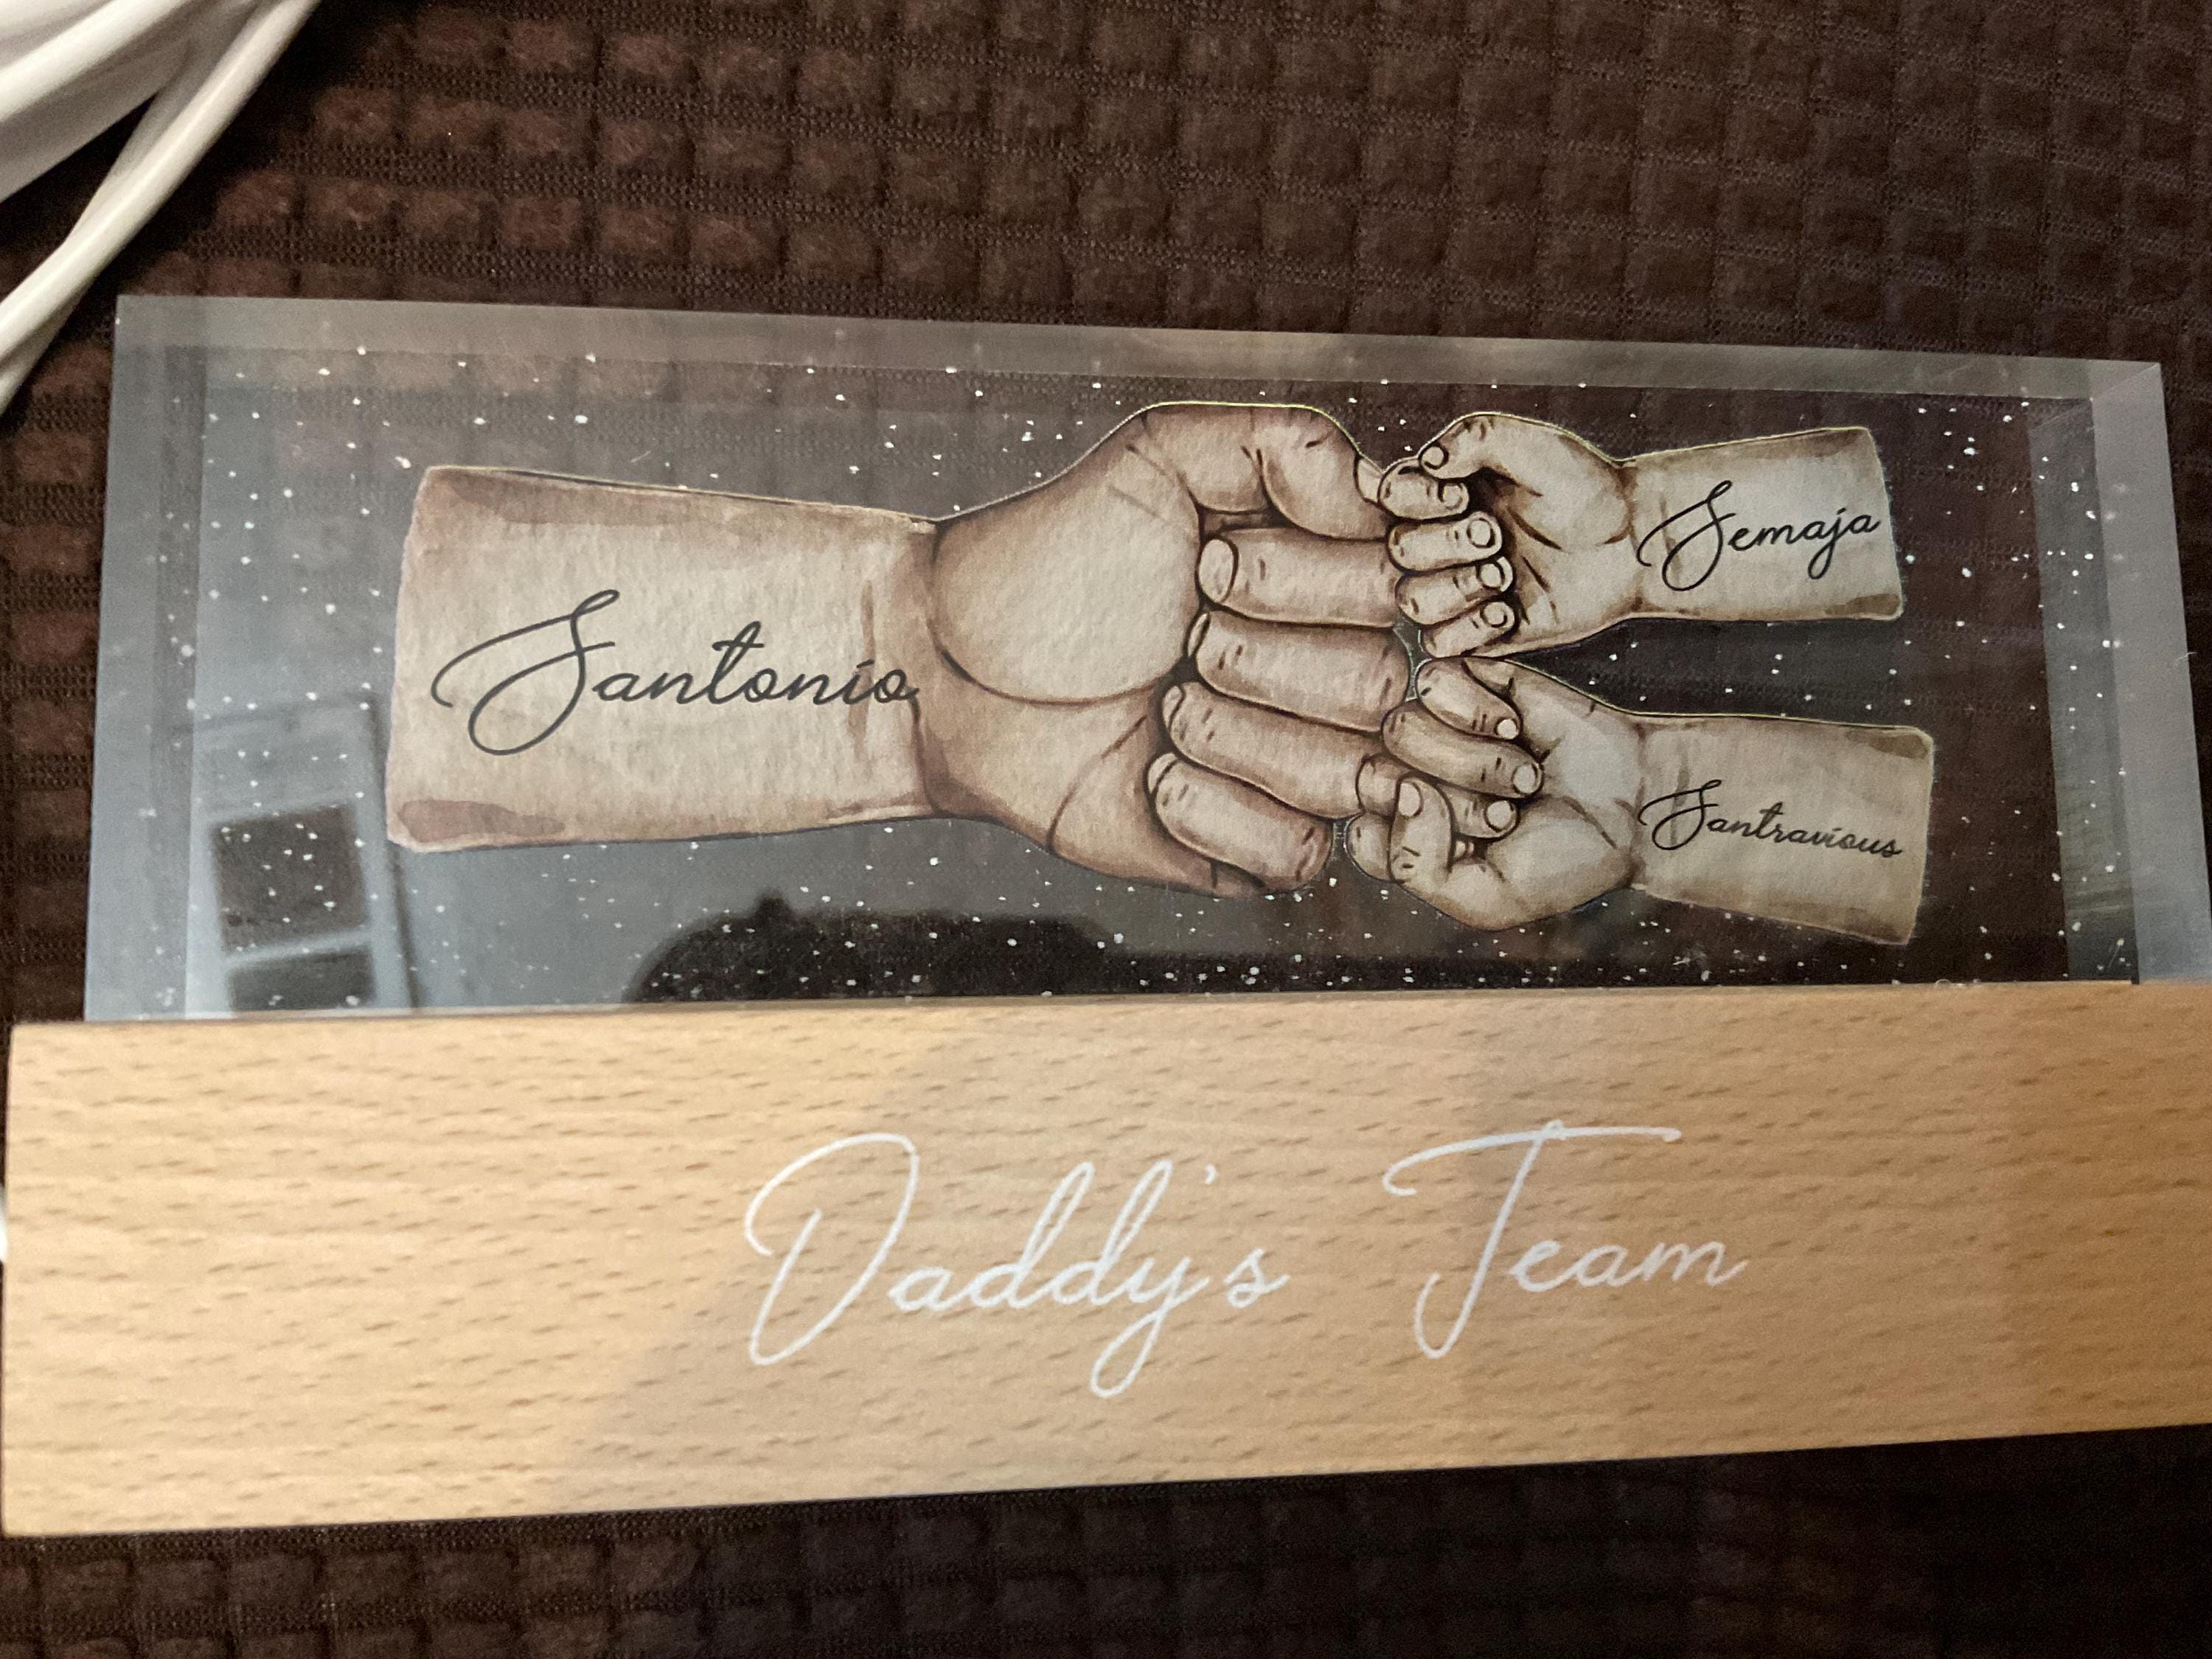 Santonio
Semaja
Santravious
Daddy's Team